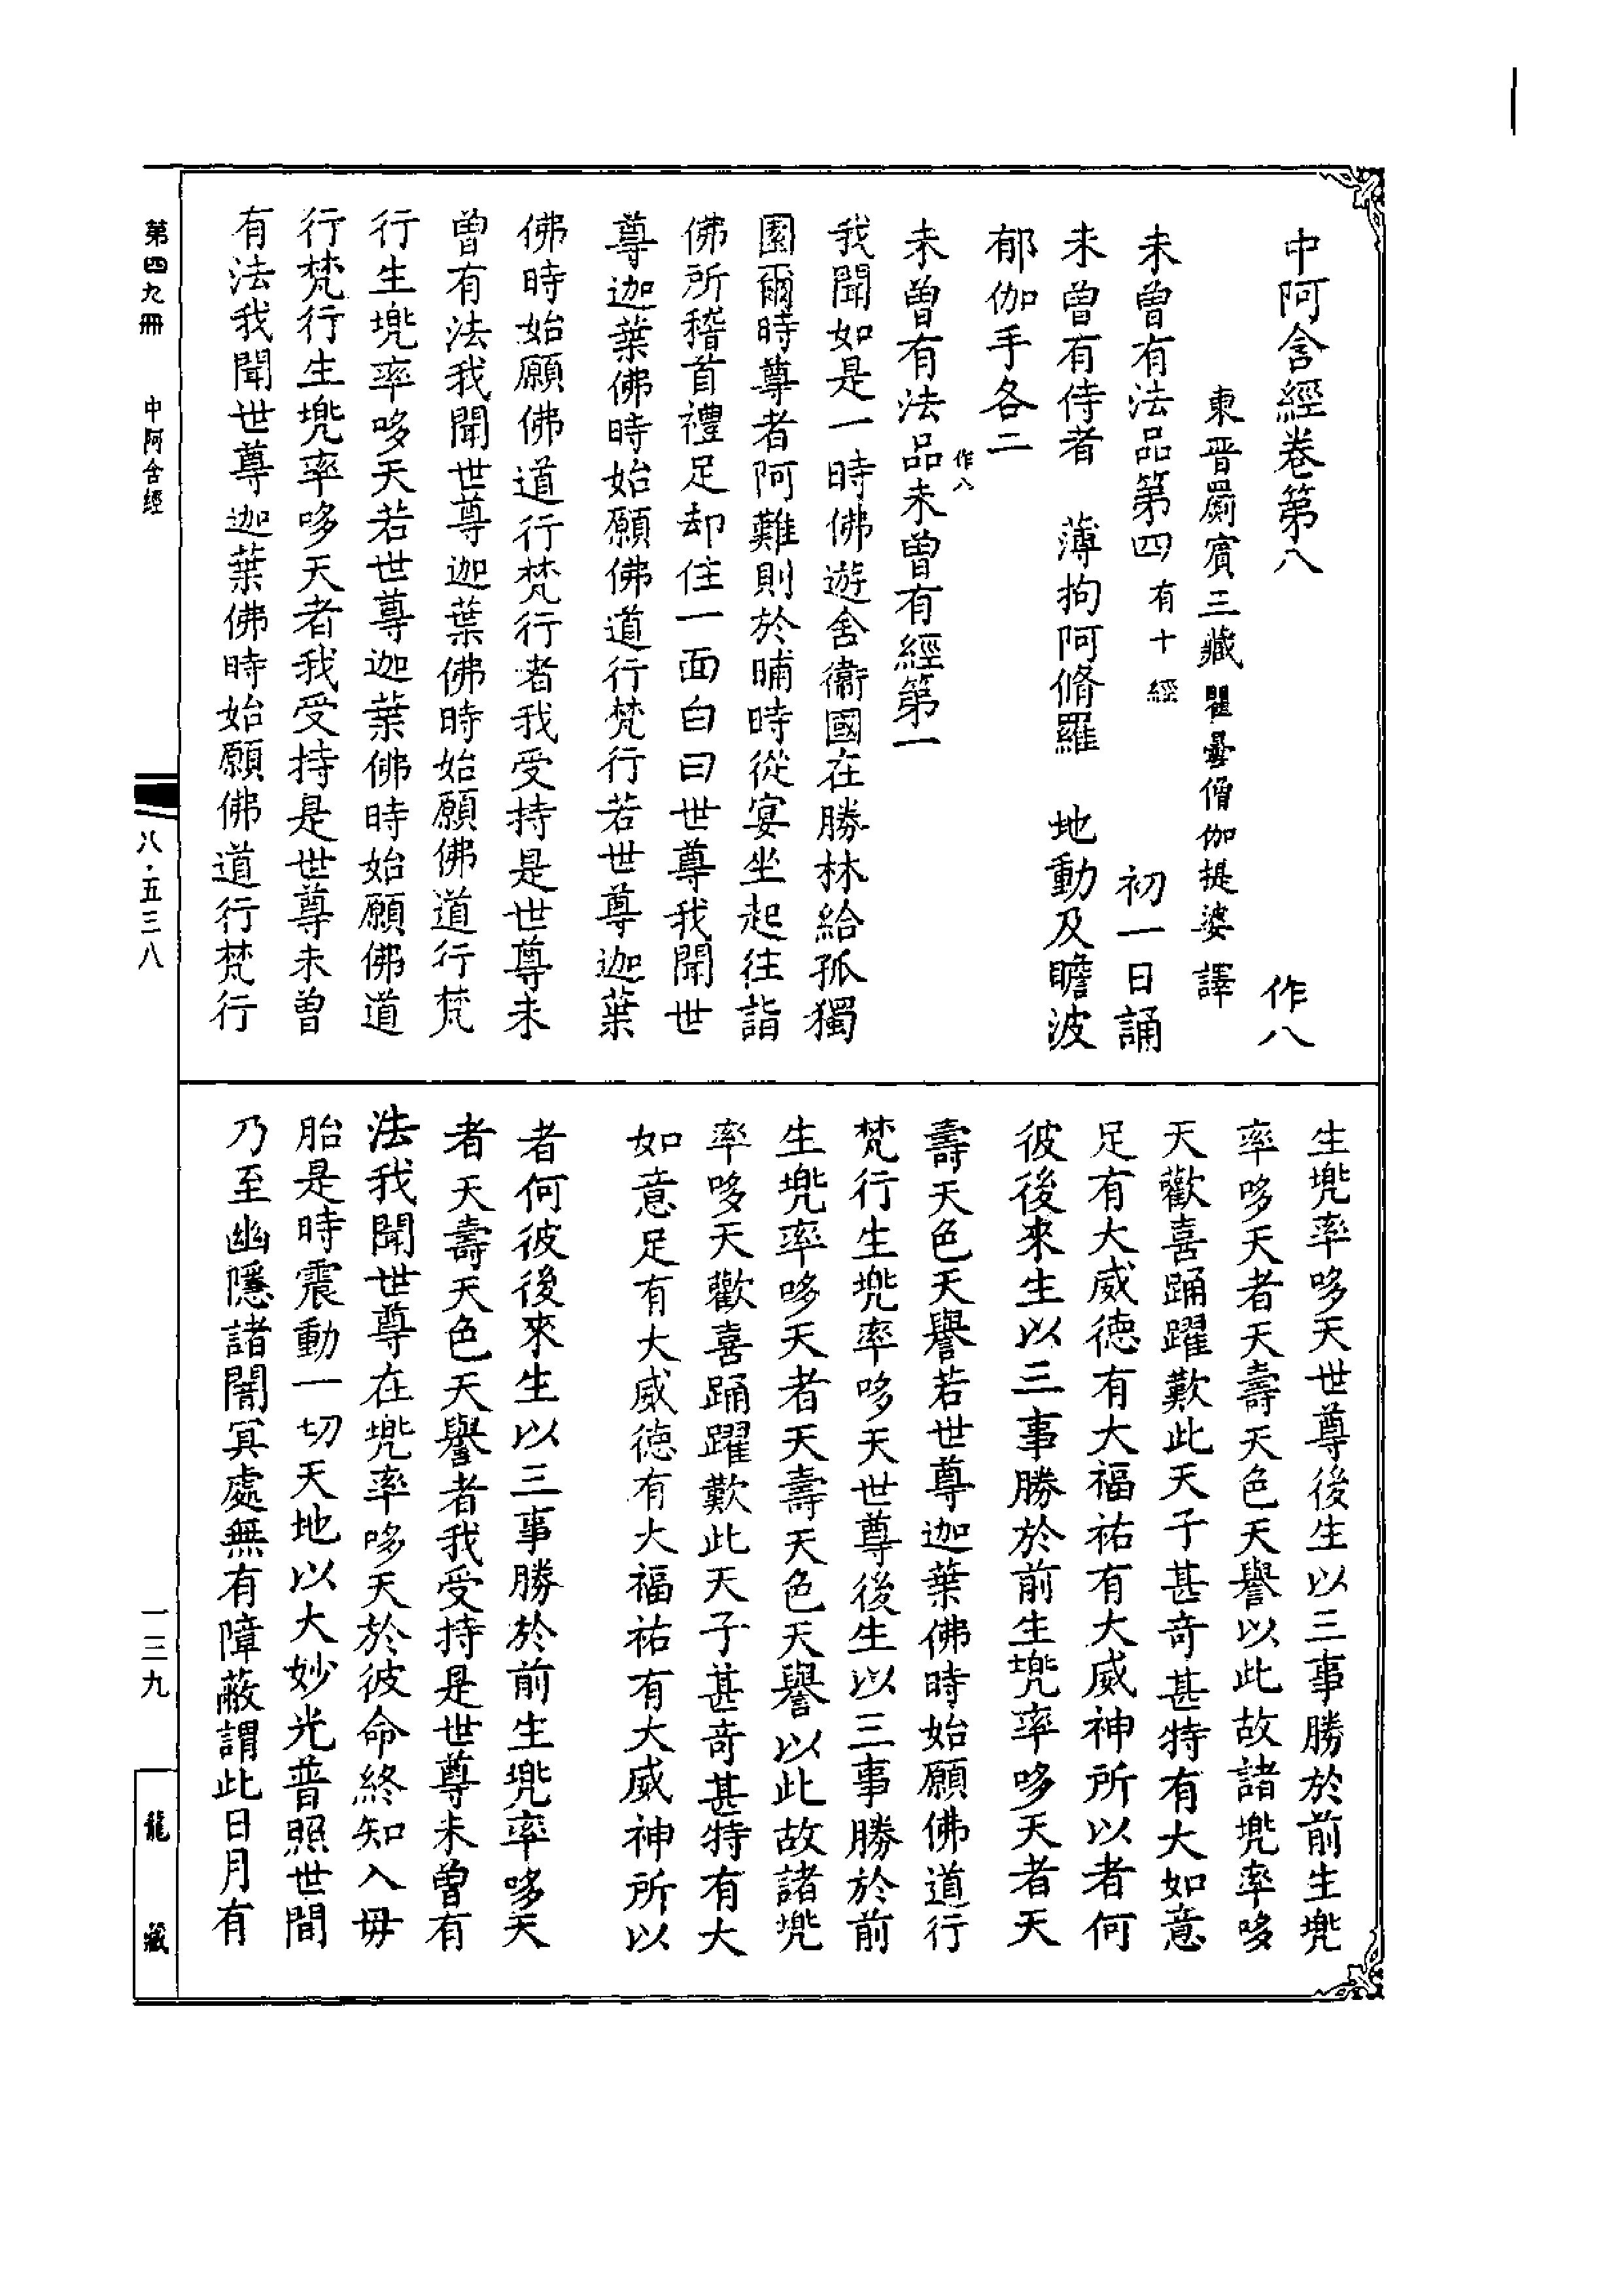 中阿含經卷第八　作八
東晉罽賓三藏瞿曇僧伽提婆譯
未曾有法品第四有十經　初一日誦
未曾有侍者　薄拘阿脩羅　地動及瞻波
郁伽手各二
作八
未曾有法品未曾有經第一
我聞如是一時佛遊舍衛國在勝林給孤獨
園爾時尊者阿難則於晡時從宴坐起往詣
佛所稽首禮足却住一面白曰世尊我聞世
尊迦葉佛時始願佛道行梵行若世尊迦葉
佛時始願佛道行梵行者我受持是世尊未
曾有法我聞世尊迦葉佛時始願佛道行梵
行生兠率哆天若世尊迦葉佛時始願佛道
行梵行生兠率哆天者我受持是世尊未曾
有法我聞世尊迦葉佛時始願佛道行梵行
生兠率哆天世尊後生以三事勝於前生兠
率哆天者天壽天色天譽以此故諸兠率哆
天歡喜踊躍歎此天子甚奇甚特有大如意
足有大威德有大福祐有大威神所以者何
彼後來生以三事勝於前生兠率哆天者天
壽天色天譽若世尊迦葉佛時始願佛道行
梵行生兠率哆天世尊後生以三事勝於前
生兠率哆天者天壽天色天譽以此故諸兠
率哆天歡喜踊躍歎此天子甚奇甚特有大
如意足有大威德有大福祐有大威神所以
者何彼後來生以三事勝於前生兠率哆天
者天壽天色天譽者我受持是世尊未曾有
法我聞世尊在兠率哆天於彼命終知入毋
胎是時震動一切天地以大妙光普照世間
乃至幽隱諸闇冥處無有障蔽謂此日月有
第四九冊　中阿含經　八·五三八　一三九　龍藏